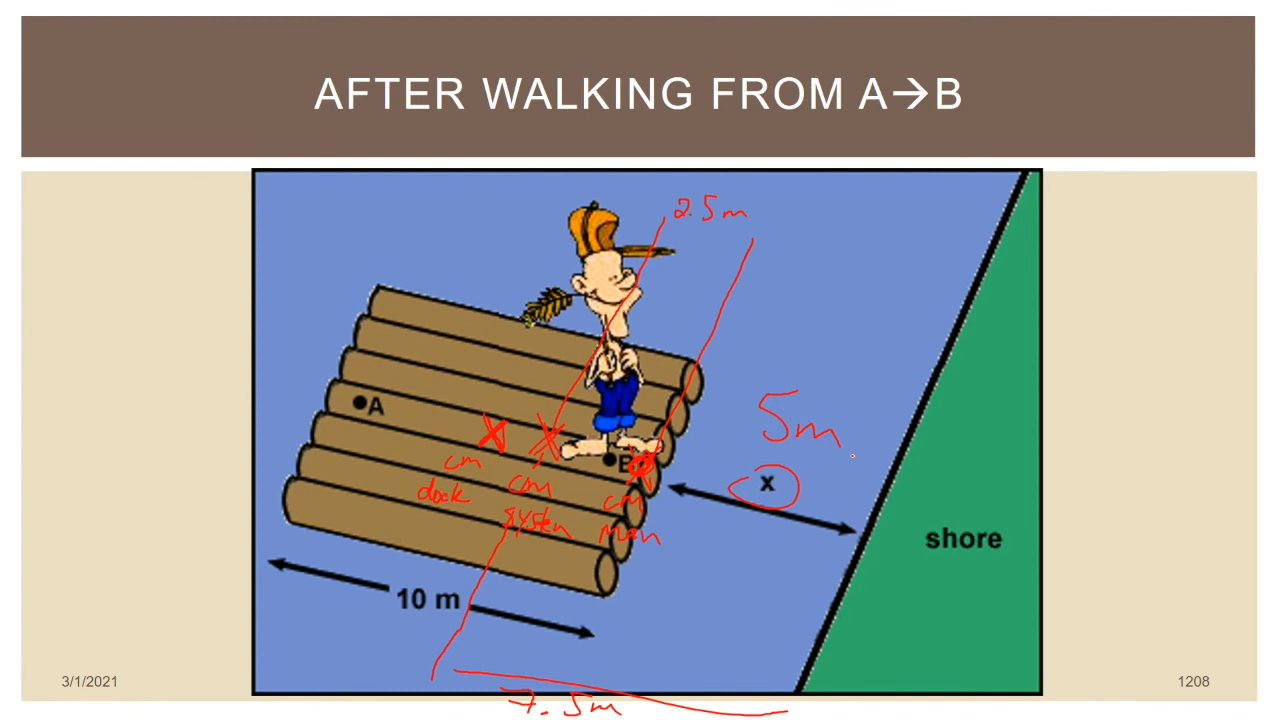 AFTER WALKING FROM A→B
2.5m
A
5m
B
x
cm
dock
cm
system
cm
man
shore
10 m
3/1/2021
1208
7.5m